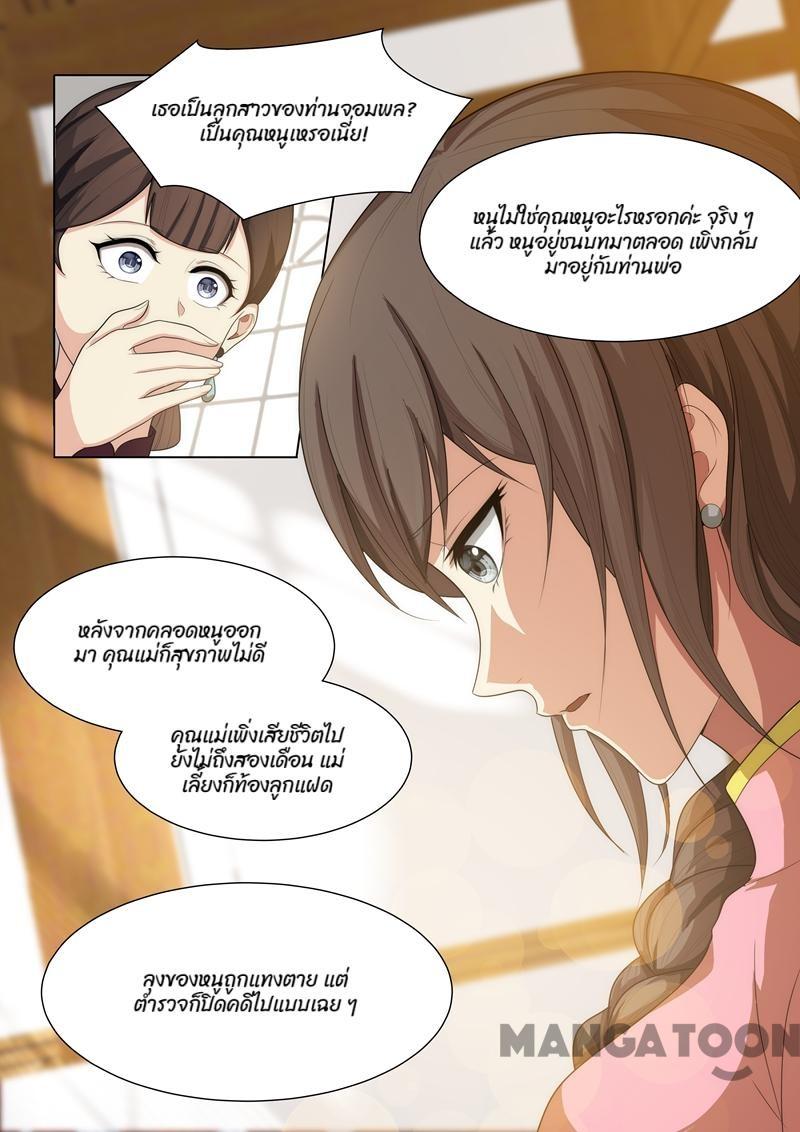 เธอเป็นลูกสาวของท่านจอมพล?
เป็นคุณหนูเหรอเนี่ย!
หนูไม่ใช่คุณหนูอะไรหรอกค่ะ จริง ๆ
แล้ว หนูอยู่ชนบทมาตลอด เพิ่งกลับ
มาอยู่กับท่านพ่อ
หลังจากคลอดหนูออก
มา คุณแม่ก็สุขภาพไม่ดี
คุณแม่เพิ่งเสียชีวิตไป
ยังไม่ถึงสองเดือน แม่
เลี้ยงก็ท้องลูกแฝด
ลุงของหนูถูกแทงตาย แต่
ตำรวจก็ปิดคดีไปแบบเฉย ๆ
MANGATOON